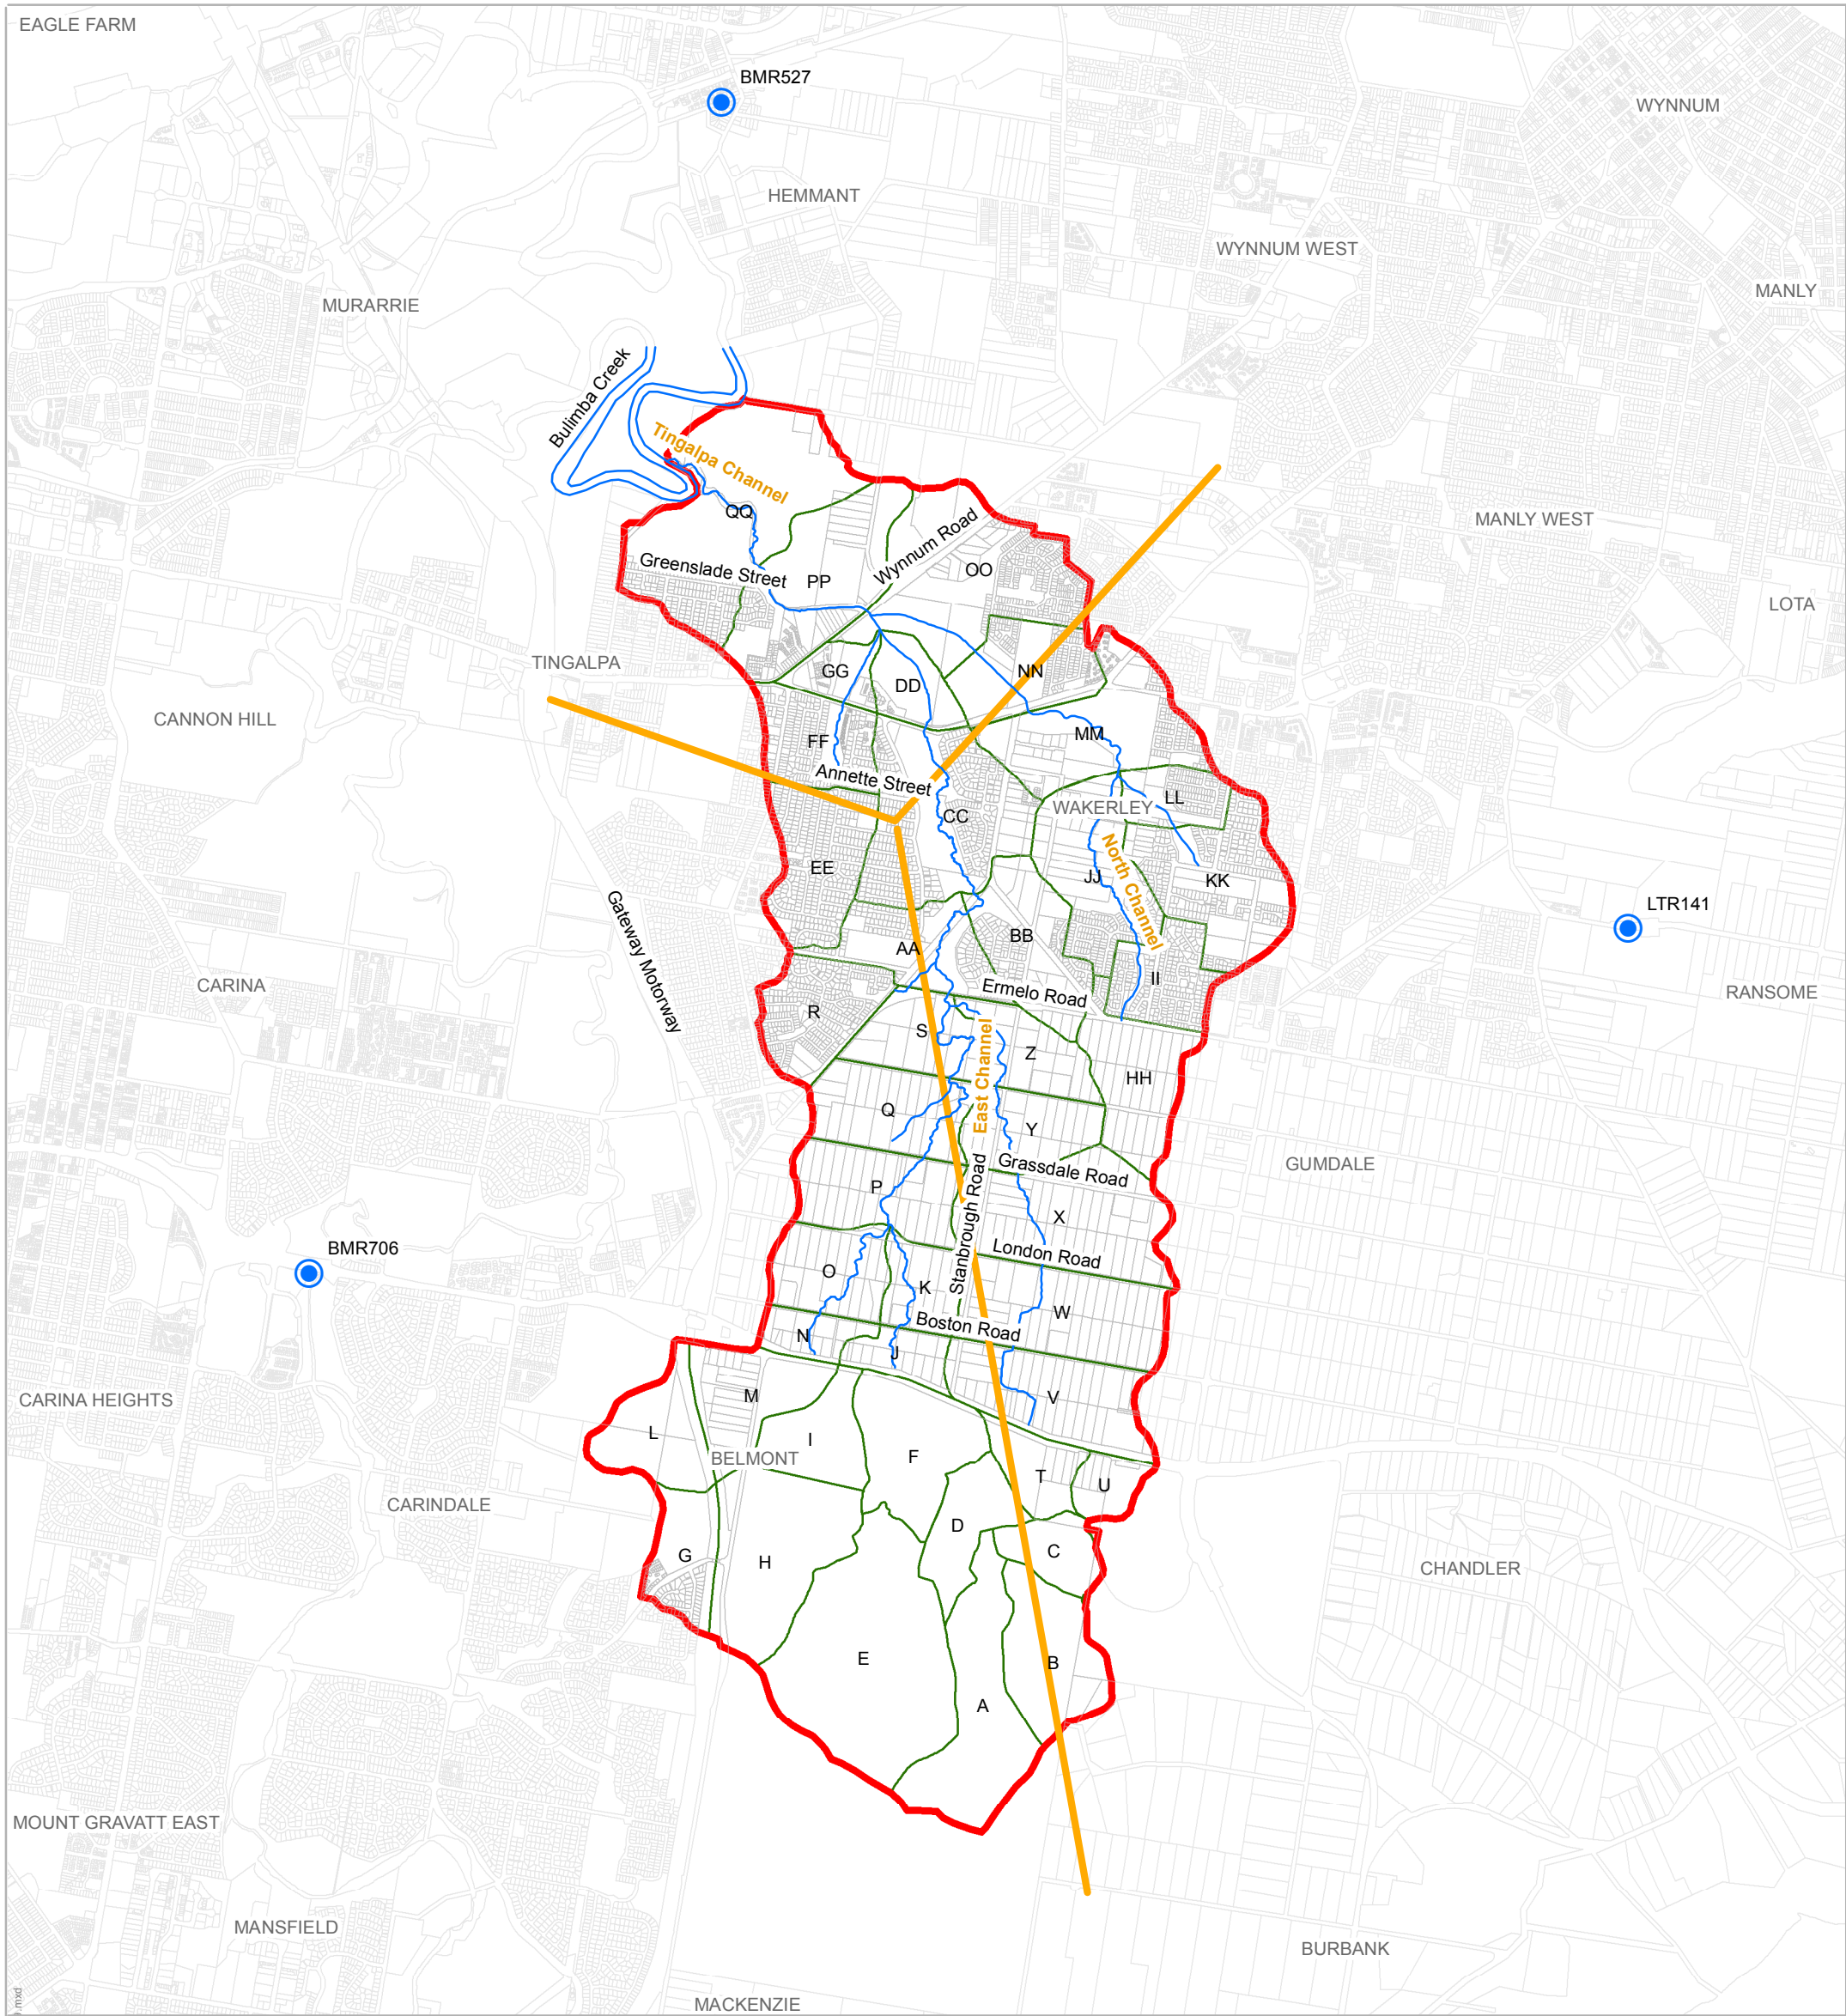 EAGLE FARM
BMR527
WYNNUM
HEMMANT
WYNNUM WEST
MANLY
MURARRIE
Bulimba Creek
Tingalpa Channel
QQ
Wynnum Road
MANLY WEST
Greenslade Street
PP
OO
LOTA
TINGALPA
GG
DD
NN
CANNON HILL
FF
MM
Annette Street
LL
WAKERLEY
CC
EE
JJ
North Channel
KK
LTR141
Gateway Motorway
AA
BB
II
CARINA
Ermelo Road
RANSOME
R
S
East Channel
Z
HH
Q
Y
GUMDALE
Grassdale Road
P
Stanbrough Road
X
BMR706
London Road
O
K
W
Boston Road
N
J
CARINA HEIGHTS
M
V
L
I
BELMONT
F
T
U
CARINDALE
D
G
H
C
CHANDLER
E
B
A
MOUNT GRAVATT EAST
MANSFIELD
BURBANK
MACKENZIE
.mxd